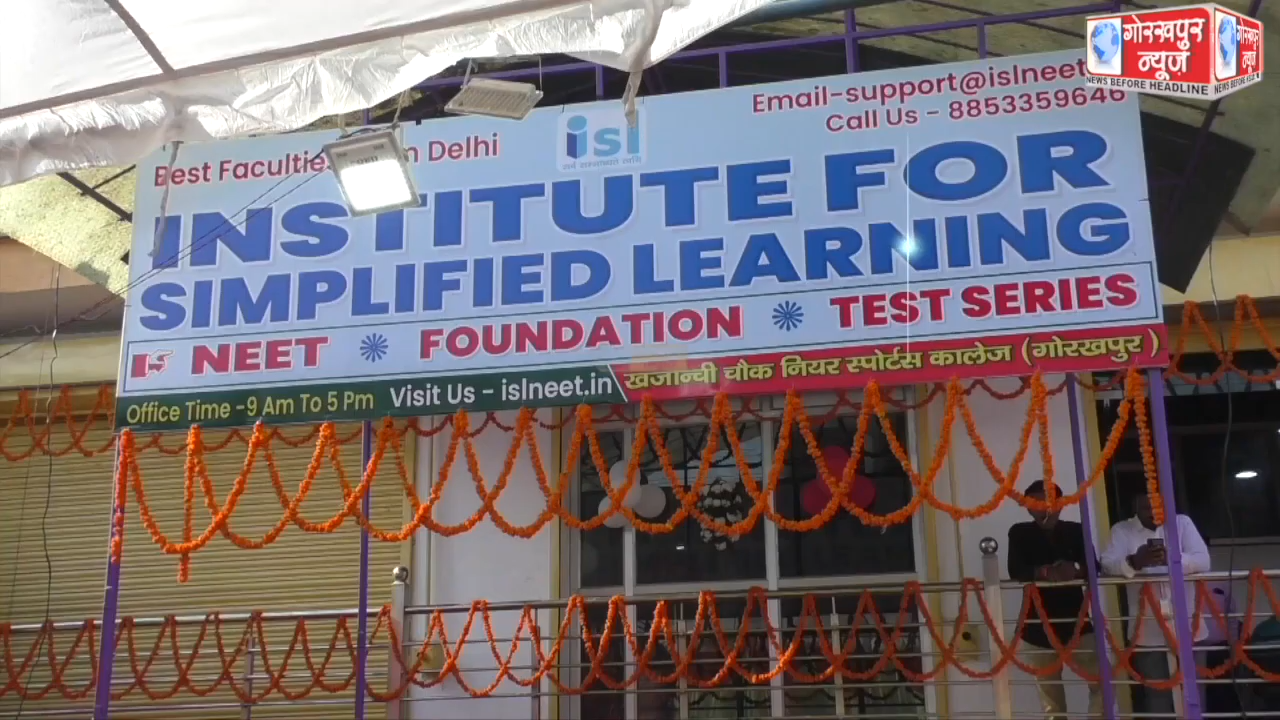 गोरखपुर
न्यूज़
NEWS BEFORE HEADLINE
Email-support@islneet
Call Us - 8853359646
Best Faculties Delhi
isl
INSTITUTE FOR
SIMPLIFIED LEARNING
NEET FOUNDATION TEST SERIES
Office Time -9 Am To 5 Pm Visit Us - islneet.in खजान्ची चौक नियर स्पोर्टस कालेज (गोरखपुर)